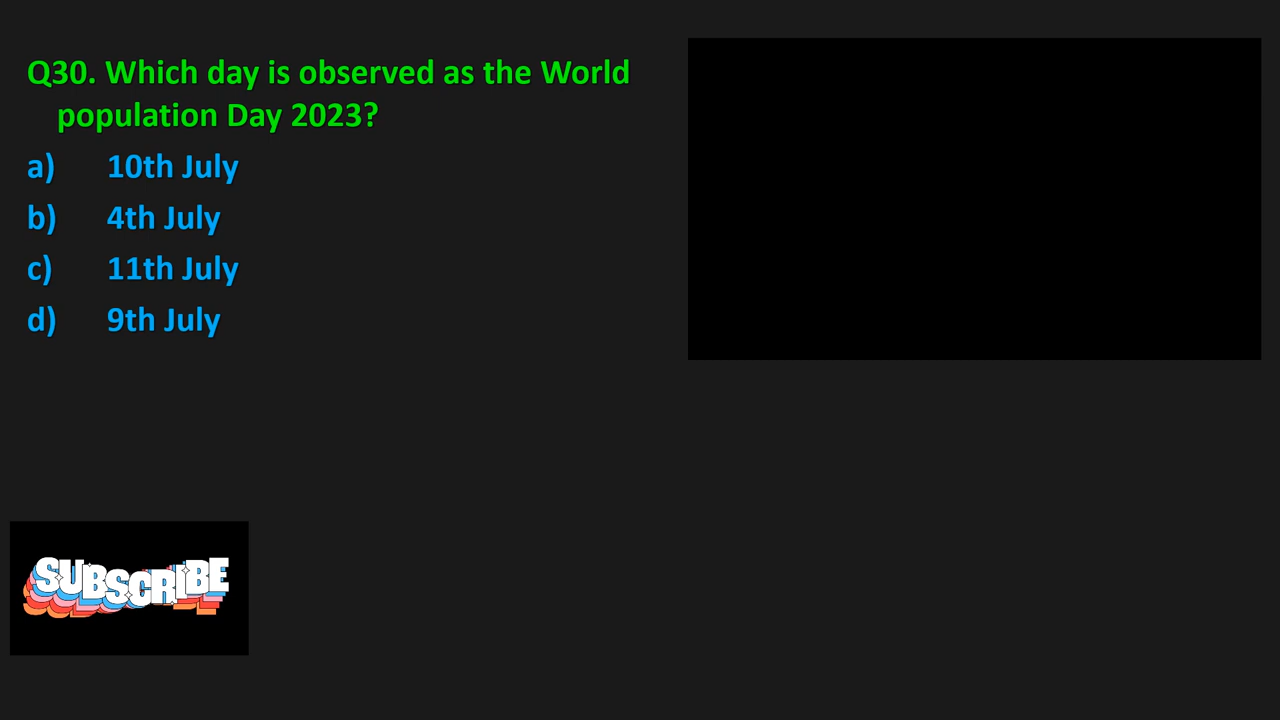 Q30. Which day is observed as the World
population Day 2023?
a) 10th July
b) 4th July
c) 11th July
d) 9th July
SUBSCRIBE